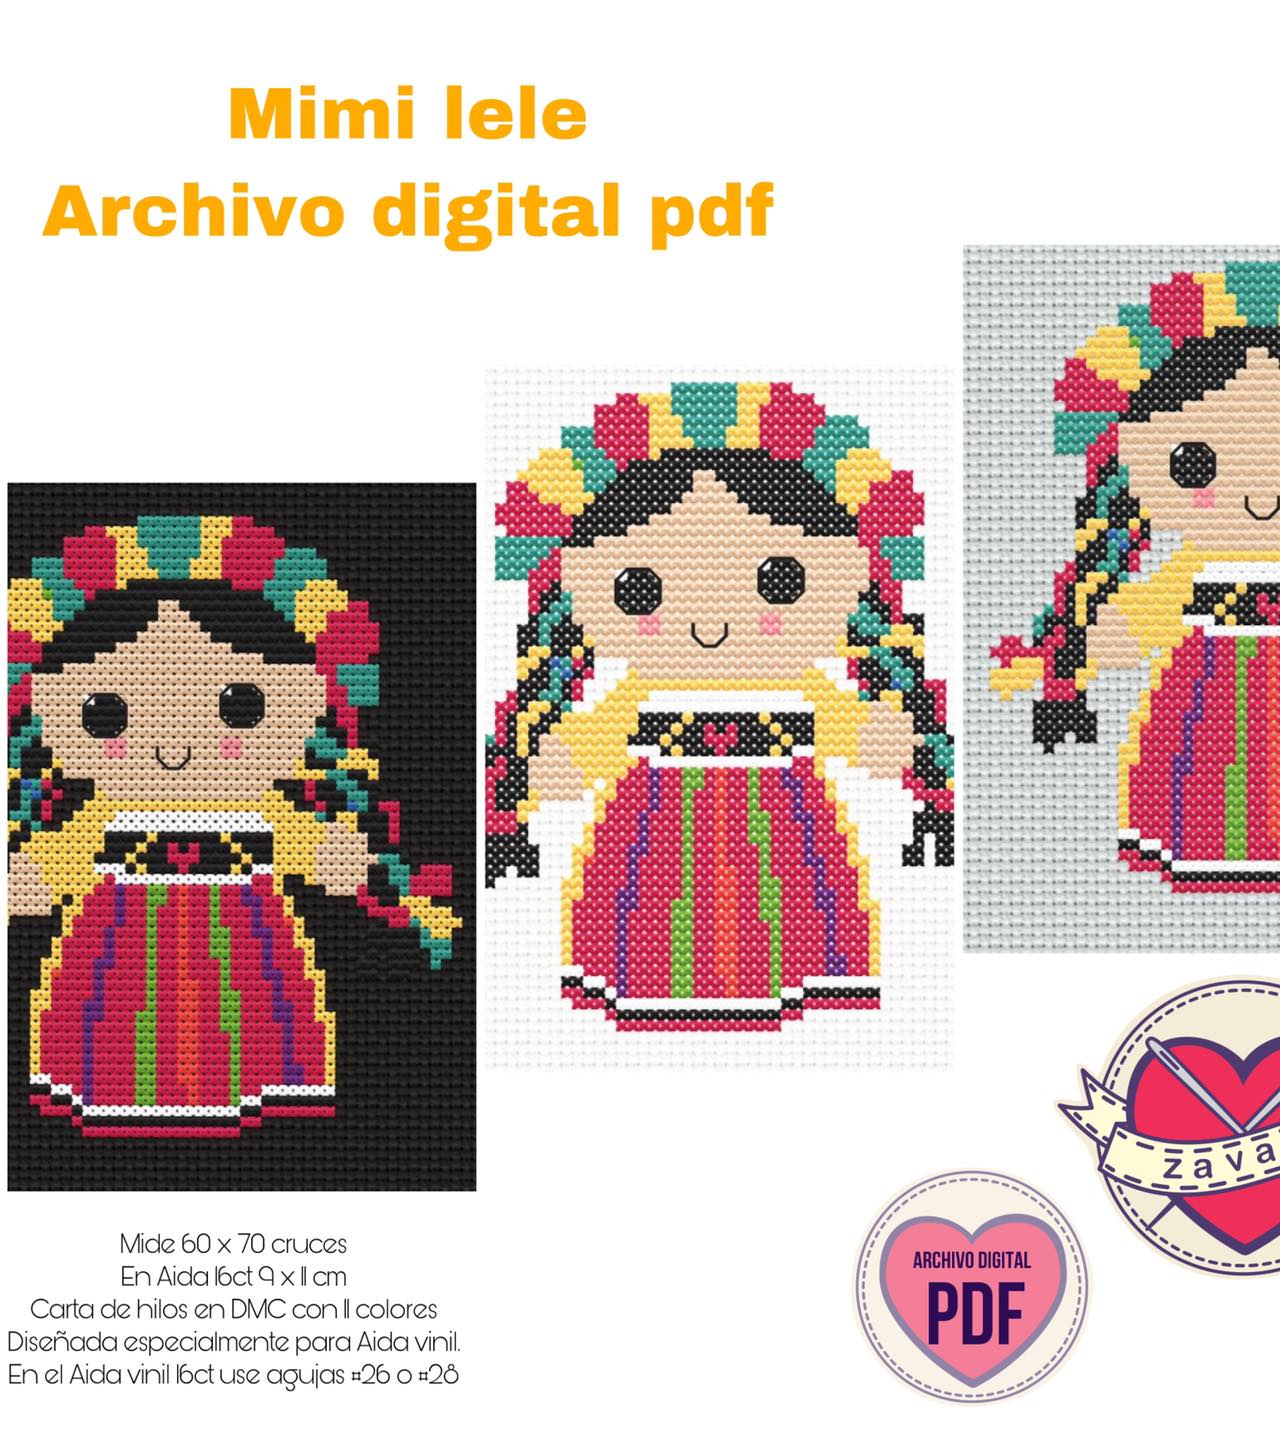 Mimi lele
Archivo digital pdf
Mide 60 x 70 cruces
En Aida 16ct 9 x 11 cm
Carta de hilos en DMC con 11 colores
Diseñada especialmente para Aida vinil.
En el Aida vinil 16ct use agujas #26 o #28
ARCHIVO DIGITAL
PDF